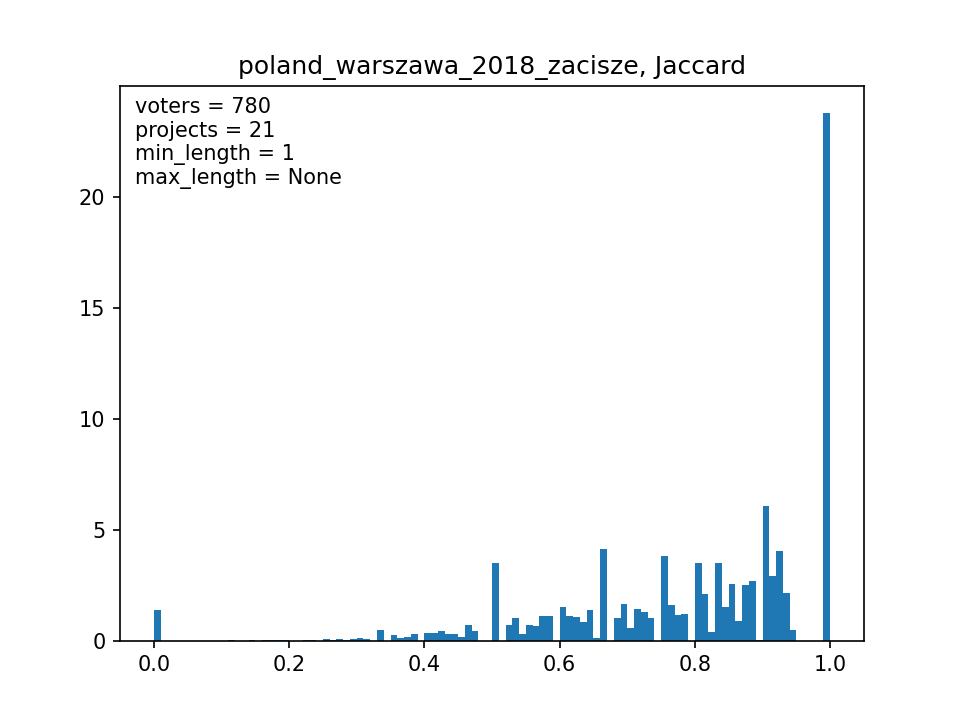 poland_warszawa_2018_zacisze, Jaccard
voters = 780
projects = 21
min_length = 1
max_length = None
20
15
10
5
0
0.0 0.2 0.4 0.6 0.8 1.0